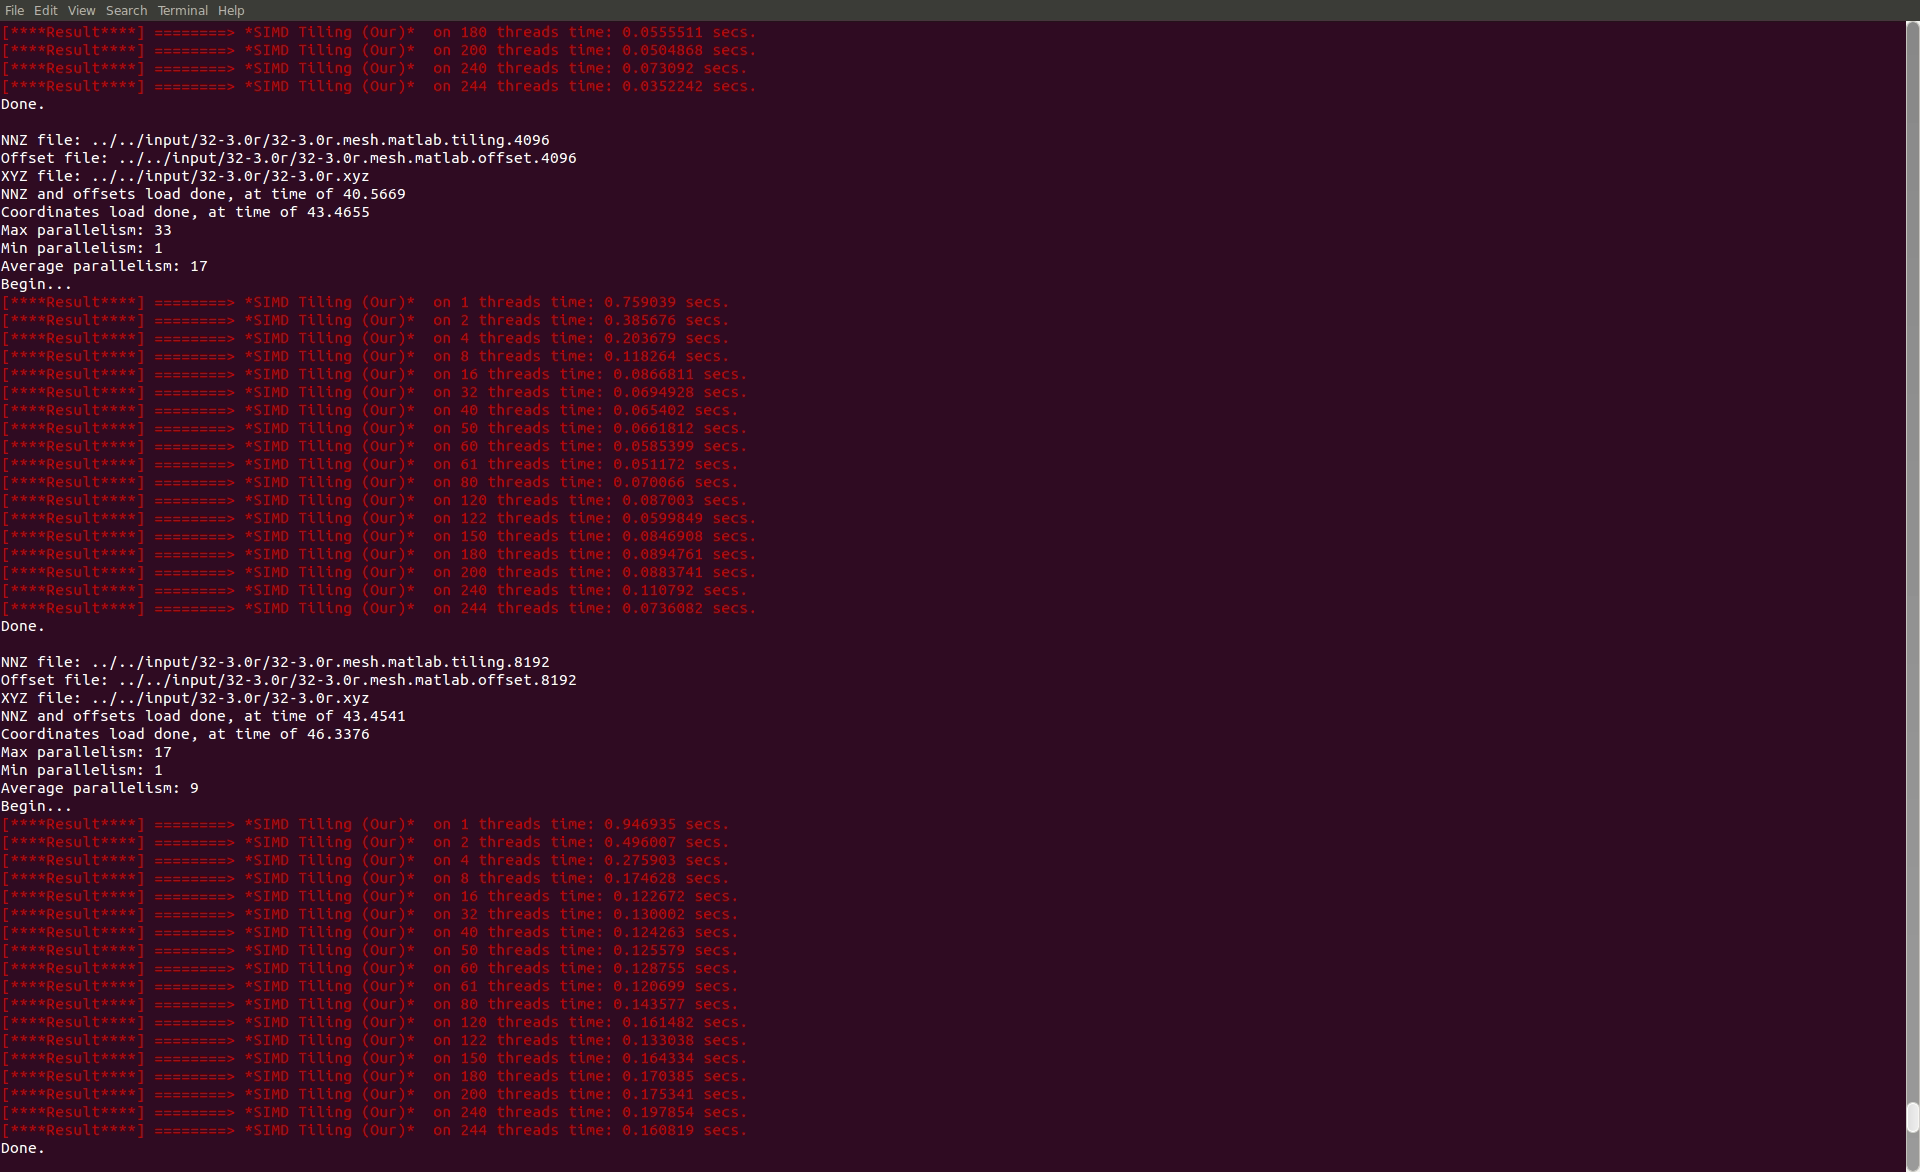 File Edit View Search Terminal Help
[****Result****] ========> *SIMD Tiling (Our)*  on 180 threads time: 0.0555511 secs.
[****Result****] ========> *SIMD Tiling (Our)*  on 200 threads time: 0.0504868 secs.
[****Result****] ========> *SIMD Tiling (Our)*  on 240 threads time: 0.073092 secs.
[****Result****] ========> *SIMD Tiling (Our)*  on 244 threads time: 0.0352242 secs.
Done.

NNZ file: ../../input/32-3.0r/32-3.0r.mesh.matlab.tiling.4096
Offset file: ../../input/32-3.0r/32-3.0r.mesh.matlab.offset.4096
XYZ file: ../../input/32-3.0r/32-3.0r.xyz
NNZ and offsets load done, at time of 40.5669
Coordinates load done, at time of 43.4655
Max parallelism: 33
Min parallelism: 1
Average parallelism: 17
Begin...
[****Result****] ========> *SIMD Tiling (Our)*  on 1 threads time: 0.759039 secs.
[****Result****] ========> *SIMD Tiling (Our)*  on 2 threads time: 0.385676 secs.
[****Result****] ========> *SIMD Tiling (Our)*  on 4 threads time: 0.203679 secs.
[****Result****] ========> *SIMD Tiling (Our)*  on 8 threads time: 0.118264 secs.
[****Result****] ========> *SIMD Tiling (Our)*  on 16 threads time: 0.0866811 secs.
[****Result****] ========> *SIMD Tiling (Our)*  on 32 threads time: 0.0694928 secs.
[****Result****] ========> *SIMD Tiling (Our)*  on 40 threads time: 0.065402 secs.
[****Result****] ========> *SIMD Tiling (Our)*  on 50 threads time: 0.0661812 secs.
[****Result****] ========> *SIMD Tiling (Our)*  on 60 threads time: 0.0585399 secs.
[****Result****] ========> *SIMD Tiling (Our)*  on 61 threads time: 0.051172 secs.
[****Result****] ========> *SIMD Tiling (Our)*  on 80 threads time: 0.070066 secs.
[****Result****] ========> *SIMD Tiling (Our)*  on 120 threads time: 0.087003 secs.
[****Result****] ========> *SIMD Tiling (Our)*  on 122 threads time: 0.0599849 secs.
[****Result****] ========> *SIMD Tiling (Our)*  on 150 threads time: 0.0846908 secs.
[****Result****] ========> *SIMD Tiling (Our)*  on 180 threads time: 0.0894761 secs.
[****Result****] ========> *SIMD Tiling (Our)*  on 200 threads time: 0.0883741 secs.
[****Result****] ========> *SIMD Tiling (Our)*  on 240 threads time: 0.110792 secs.
[****Result****] ========> *SIMD Tiling (Our)*  on 244 threads time: 0.0736082 secs.
Done.

NNZ file: ../../input/32-3.0r/32-3.0r.mesh.matlab.tiling.8192
Offset file: ../../input/32-3.0r/32-3.0r.mesh.matlab.offset.8192
XYZ file: ../../input/32-3.0r/32-3.0r.xyz
NNZ and offsets load done, at time of 43.4541
Coordinates load done, at time of 46.3376
Max parallelism: 17
Min parallelism: 1
Average parallelism: 9
Begin...
[****Result****] ========> *SIMD Tiling (Our)*  on 1 threads time: 0.946935 secs.
[****Result****] ========> *SIMD Tiling (Our)*  on 2 threads time: 0.496007 secs.
[****Result****] ========> *SIMD Tiling (Our)*  on 4 threads time: 0.275903 secs.
[****Result****] ========> *SIMD Tiling (Our)*  on 8 threads time: 0.174628 secs.
[****Result****] ========> *SIMD Tiling (Our)*  on 16 threads time: 0.122672 secs.
[****Result****] ========> *SIMD Tiling (Our)*  on 32 threads time: 0.130002 secs.
[****Result****] ========> *SIMD Tiling (Our)*  on 40 threads time: 0.124263 secs.
[****Result****] ========> *SIMD Tiling (Our)*  on 50 threads time: 0.125579 secs.
[****Result****] ========> *SIMD Tiling (Our)*  on 60 threads time: 0.128755 secs.
[****Result****] ========> *SIMD Tiling (Our)*  on 61 threads time: 0.120699 secs.
[****Result****] ========> *SIMD Tiling (Our)*  on 80 threads time: 0.143577 secs.
[****Result****] ========> *SIMD Tiling (Our)*  on 120 threads time: 0.161482 secs.
[****Result****] ========> *SIMD Tiling (Our)*  on 122 threads time: 0.133038 secs.
[****Result****] ========> *SIMD Tiling (Our)*  on 150 threads time: 0.164334 secs.
[****Result****] ========> *SIMD Tiling (Our)*  on 180 threads time: 0.170385 secs.
[****Result****] ========> *SIMD Tiling (Our)*  on 200 threads time: 0.175341 secs.
[****Result****] ========> *SIMD Tiling (Our)*  on 240 threads time: 0.197854 secs.
[****Result****] ========> *SIMD Tiling (Our)*  on 244 threads time: 0.160819 secs.
Done.